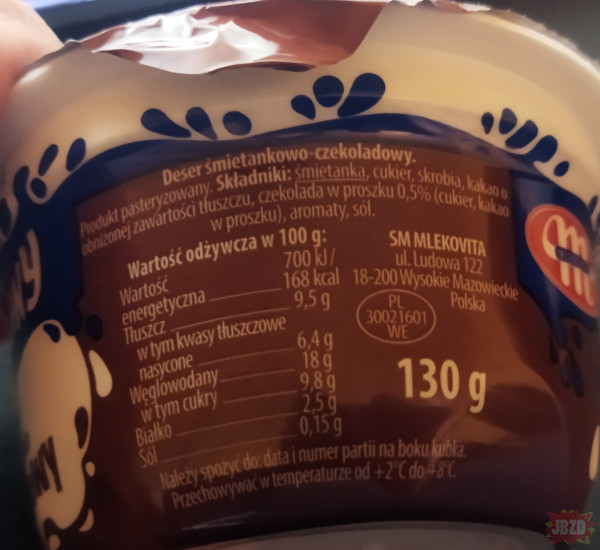 Deser śmietankowo-czekoladowy.
Produkt pasteryzowany. Składniki: śmietanka, cukier, skrobia, kakao o
obniżonej zawartości tłuszczu, czekolada w proszku 0,5% (cukier, kakao
w proszku), aromaty, sól.
Wartość odżywcza w 100 g:
Wartość 700 kJ /
energetyczna 168 kcal
Tłuszcz 9,5 g
w tym kwasy tłuszczowe
nasycone 6,4 g
Węglowodany 18 g
w tym cukry 9,8 g
Białko 2,5 g
Sól 0,15 g
SM MLEKOVITA
ul. Ludowa 122
18-200 Wysokie Mazowieckie
Polska
PL
30021601
WE
130 g
Należy spożyć do: data i numer partii na boku kubka.
Przechowywać w temperaturze od +2°C do +8°C.
JBZD